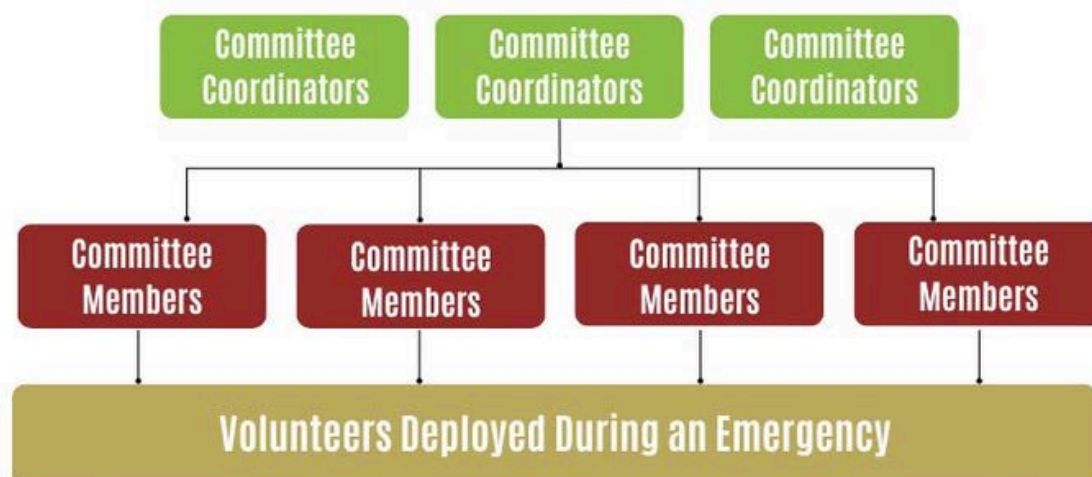 Committee
Coordinators
Committee
Coordinators
Committee
Coordinators
Committee
Members
Committee
Members
Committee
Members
Committee
Members
Volunteers Deployed During an Emergency